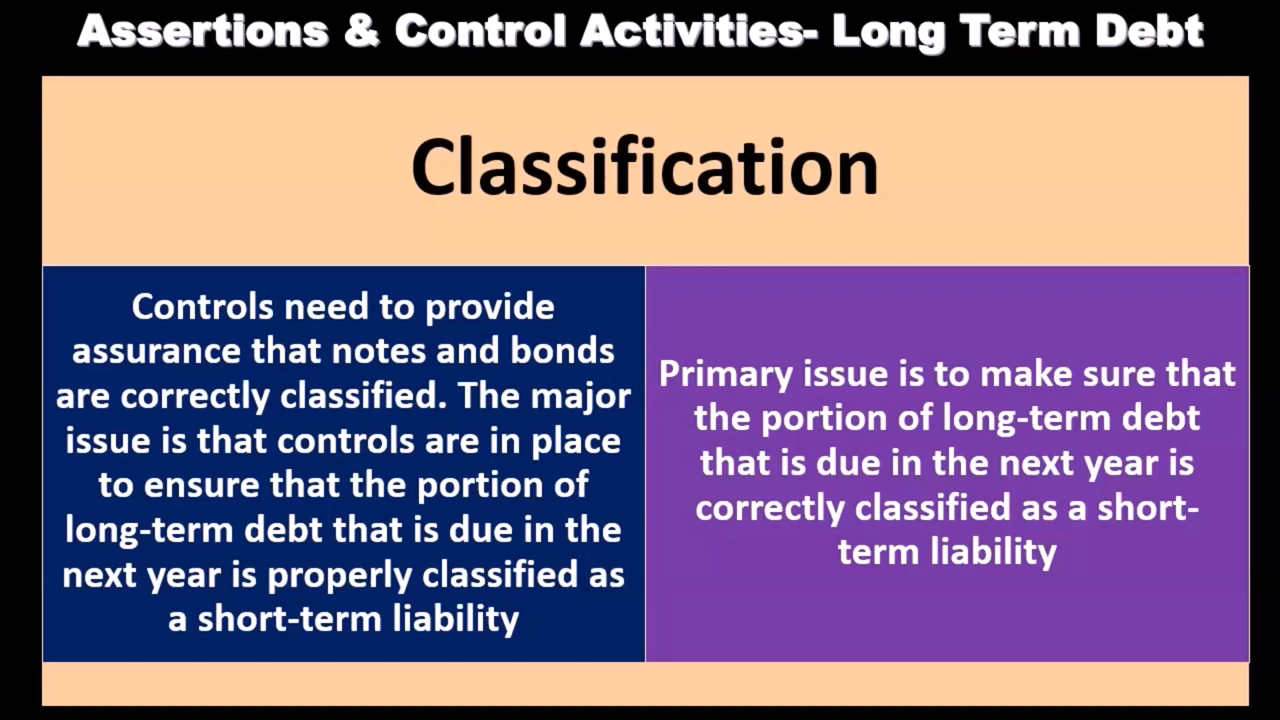 Assertions & Control Activities- Long Term Debt
Classification
Controls need to provide
assurance that notes and bonds
are correctly classified. The major
issue is that controls are in place
to ensure that the portion of
long-term debt that is due in the
next year is properly classified as
a short-term liability
Primary issue is to make sure that
the portion of long-term debt
that is due in the next year is
correctly classified as a short-
term liability